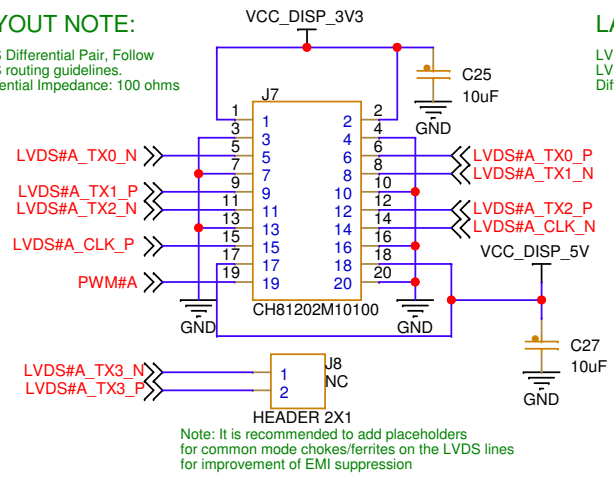 YOUT NOTE:
S Differential Pair, Follow
S routing guidelines.
ential Impedance: 100 ohms
VCC_DISP_3V3
LA
LV
LV
Dif
C25
10uF
GND
J7
1 1 2 2
3 3 4 4
LVDS#A_TX0_N 5 5 6 6 LVDS#A_TX0_P
7 7 8 8 LVDS#A_TX1_N
LVDS#A_TX1_P 9 9 10 10
LVDS#A_TX2_N 11 11 12 12 LVDS#A_TX2_P
13 13 14 14 LVDS#A_CLK_N
LVDS#A_CLK_P 15 15 16 16
17 17 18 18
PWM#A 19 19 20 20
VCC_DISP_5V
CH81202M10100
GND
GND
C27
10uF
GND
J8
NC
LVDS#A_TX3_N 1
LVDS#A_TX3_P 2
HEADER 2X1
Note: It is recommended to add placeholders
for common mode chokes/ferrites on the LVDS lines
for improvement of EMI suppression